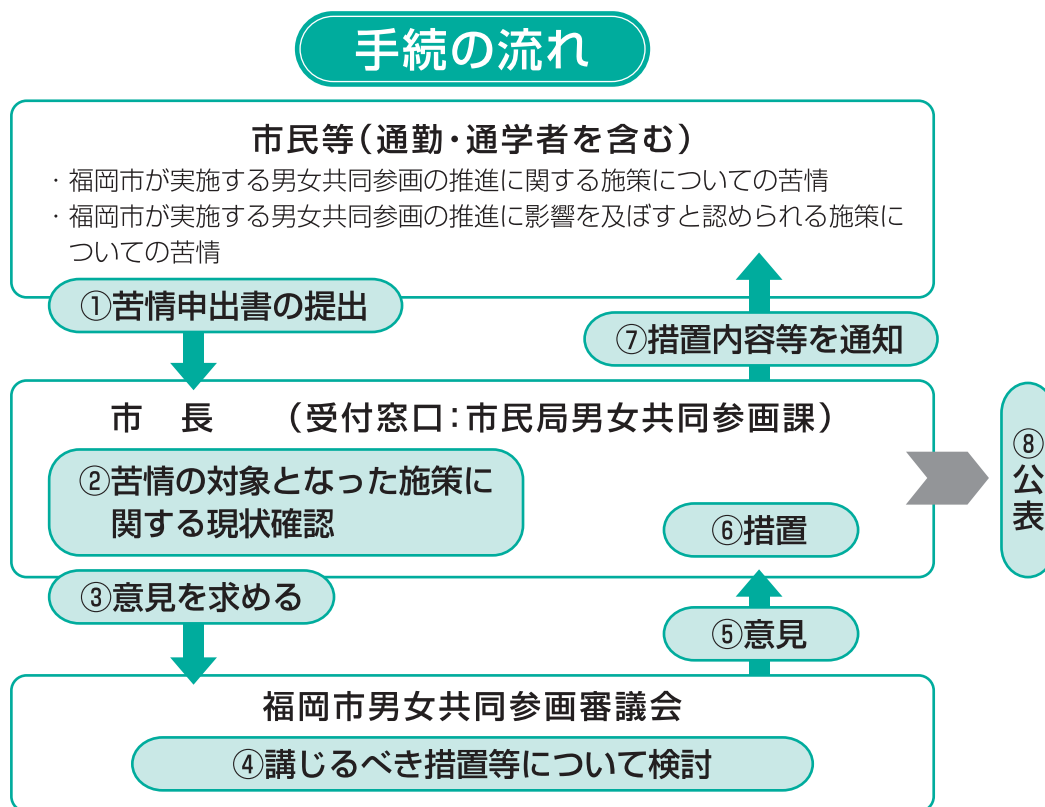 手続の流れ
市民等（通勤・通学者を含む）
・福岡市が実施する男女共同参画の推進に関する施策についての苦情
・福岡市が実施する男女共同参画の推進に影響を及ぼすと認められる施策に
ついての苦情
①苦情申出書の提出
⑦措置内容等を通知
市　長　　（受付窓口：市民局男女共同参画課）
②苦情の対象となった施策に
関する現状確認
⑥措置
⑧公表
③意見を求める
⑤意見
福岡市男女共同参画審議会
④講じるべき措置等について検討